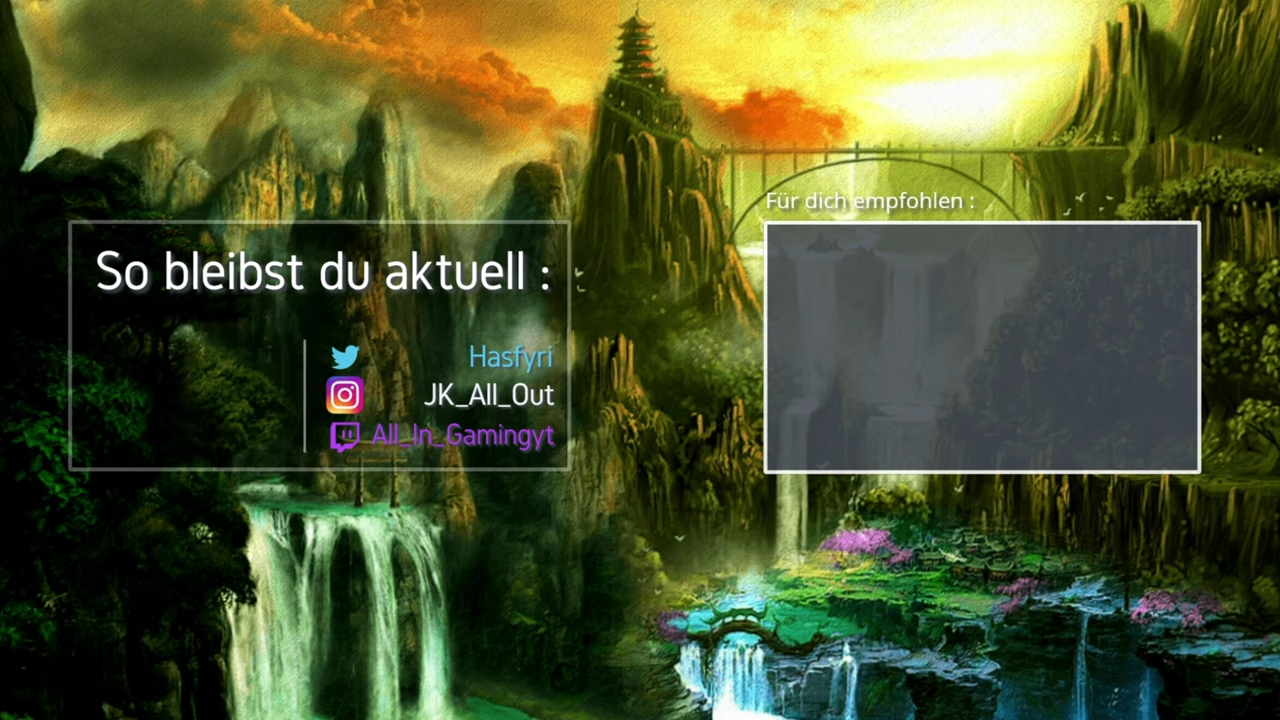 So bleibst du aktuell :
Hasfyri
JK_All_Out
All_In_Gamingyt
Für dich empfohlen :